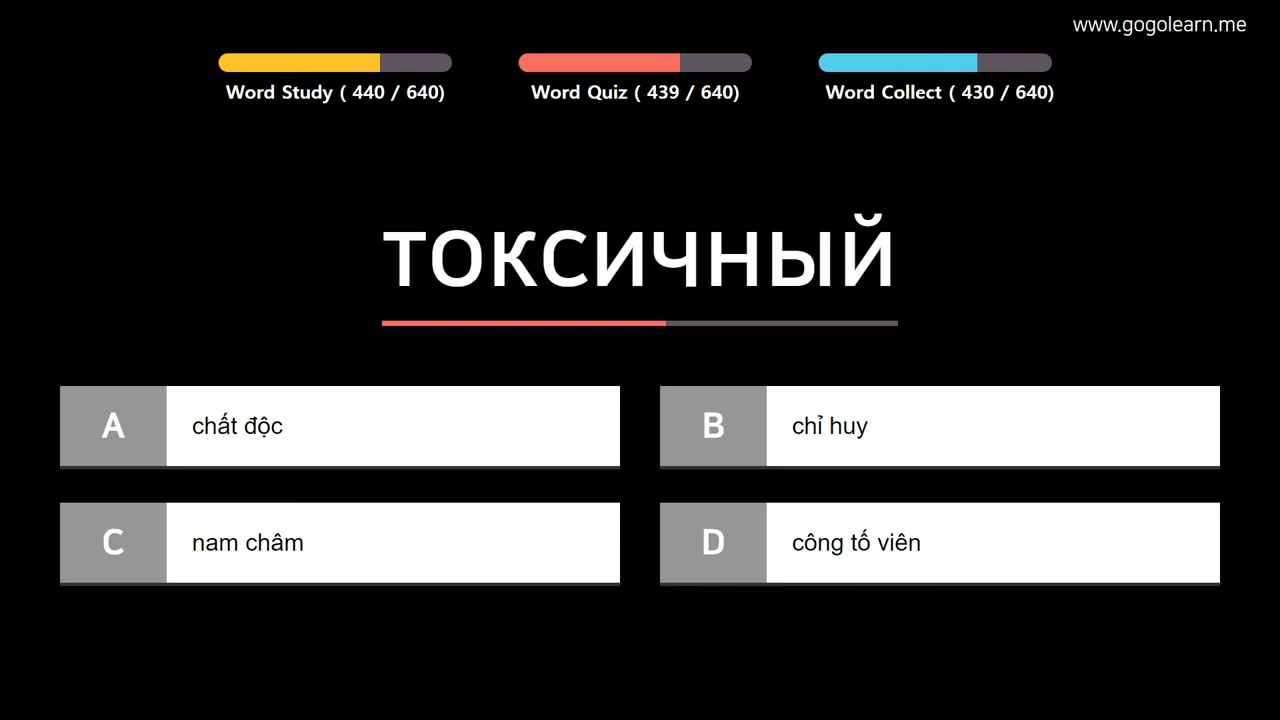 www.gogolearn.me
Word Study ( 440 / 640)
Word Quiz ( 439 / 640)
Word Collect ( 430 / 640)
ТОКСИЧНЫЙ
A
chất độc
B
chỉ huy
C
nam châm
D
công tố viên